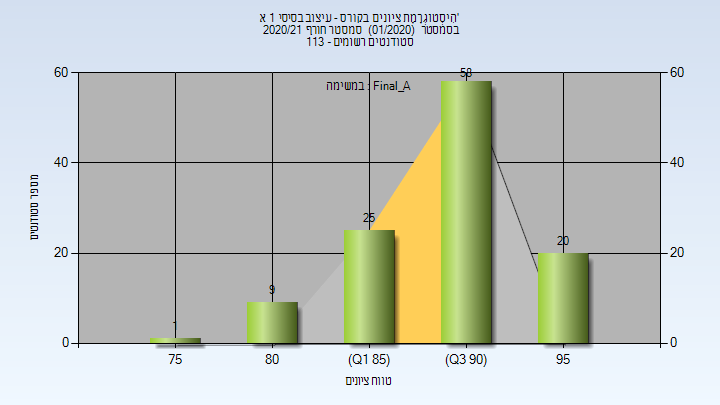 היסטוגרמת ציונים בקורס - עיצוב בסיסי 1 א'
בסמסטר (01/2020) סמסטר חורף 2020/21
סטודנטים רשומים - 113
במשימה : Final_A
מספר סטודנטים
60
40
20
0
60
40
20
0
1
9
25
58
20
75
80
(Q1 85)
(Q3 90)
95
טווח ציונים